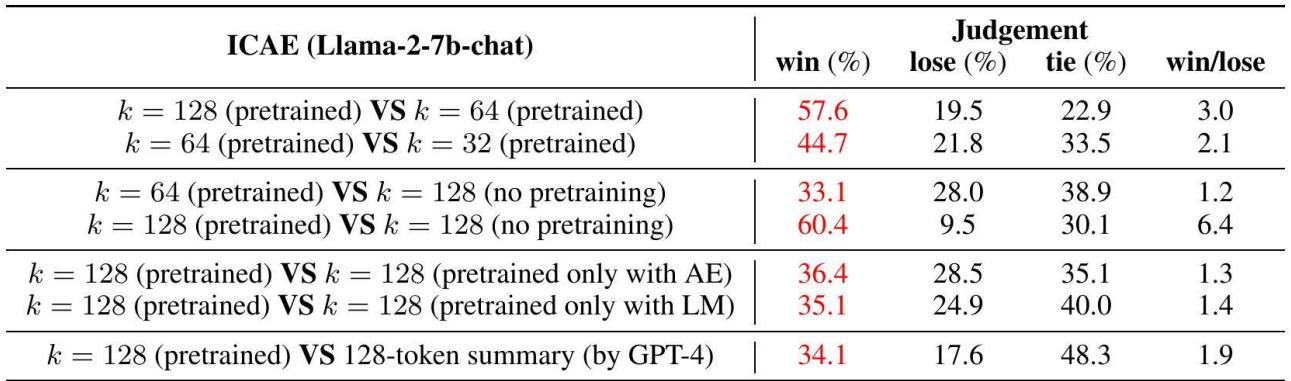 ICAE (Llama-2-7b-chat) Judgement
win (%) lose (%) tie (%) win/lose
k = 128 (pretrained) VS k = 64 (pretrained) 57.6 19.5 22.9 3.0
k = 64 (pretrained) VS k = 32 (pretrained) 44.7 21.8 33.5 2.1
k = 64 (pretrained) VS k = 128 (no pretraining) 33.1 28.0 38.9 1.2
k = 128 (pretrained) VS k = 128 (no pretraining) 60.4 9.5 30.1 6.4
k = 128 (pretrained) VS k = 128 (pretrained only with AE) 36.4 28.5 35.1 1.3
k = 128 (pretrained) VS k = 128 (pretrained only with LM) 35.1 24.9 40.0 1.4
k = 128 (pretrained) VS 128-token summary (by GPT-4) 34.1 17.6 48.3 1.9